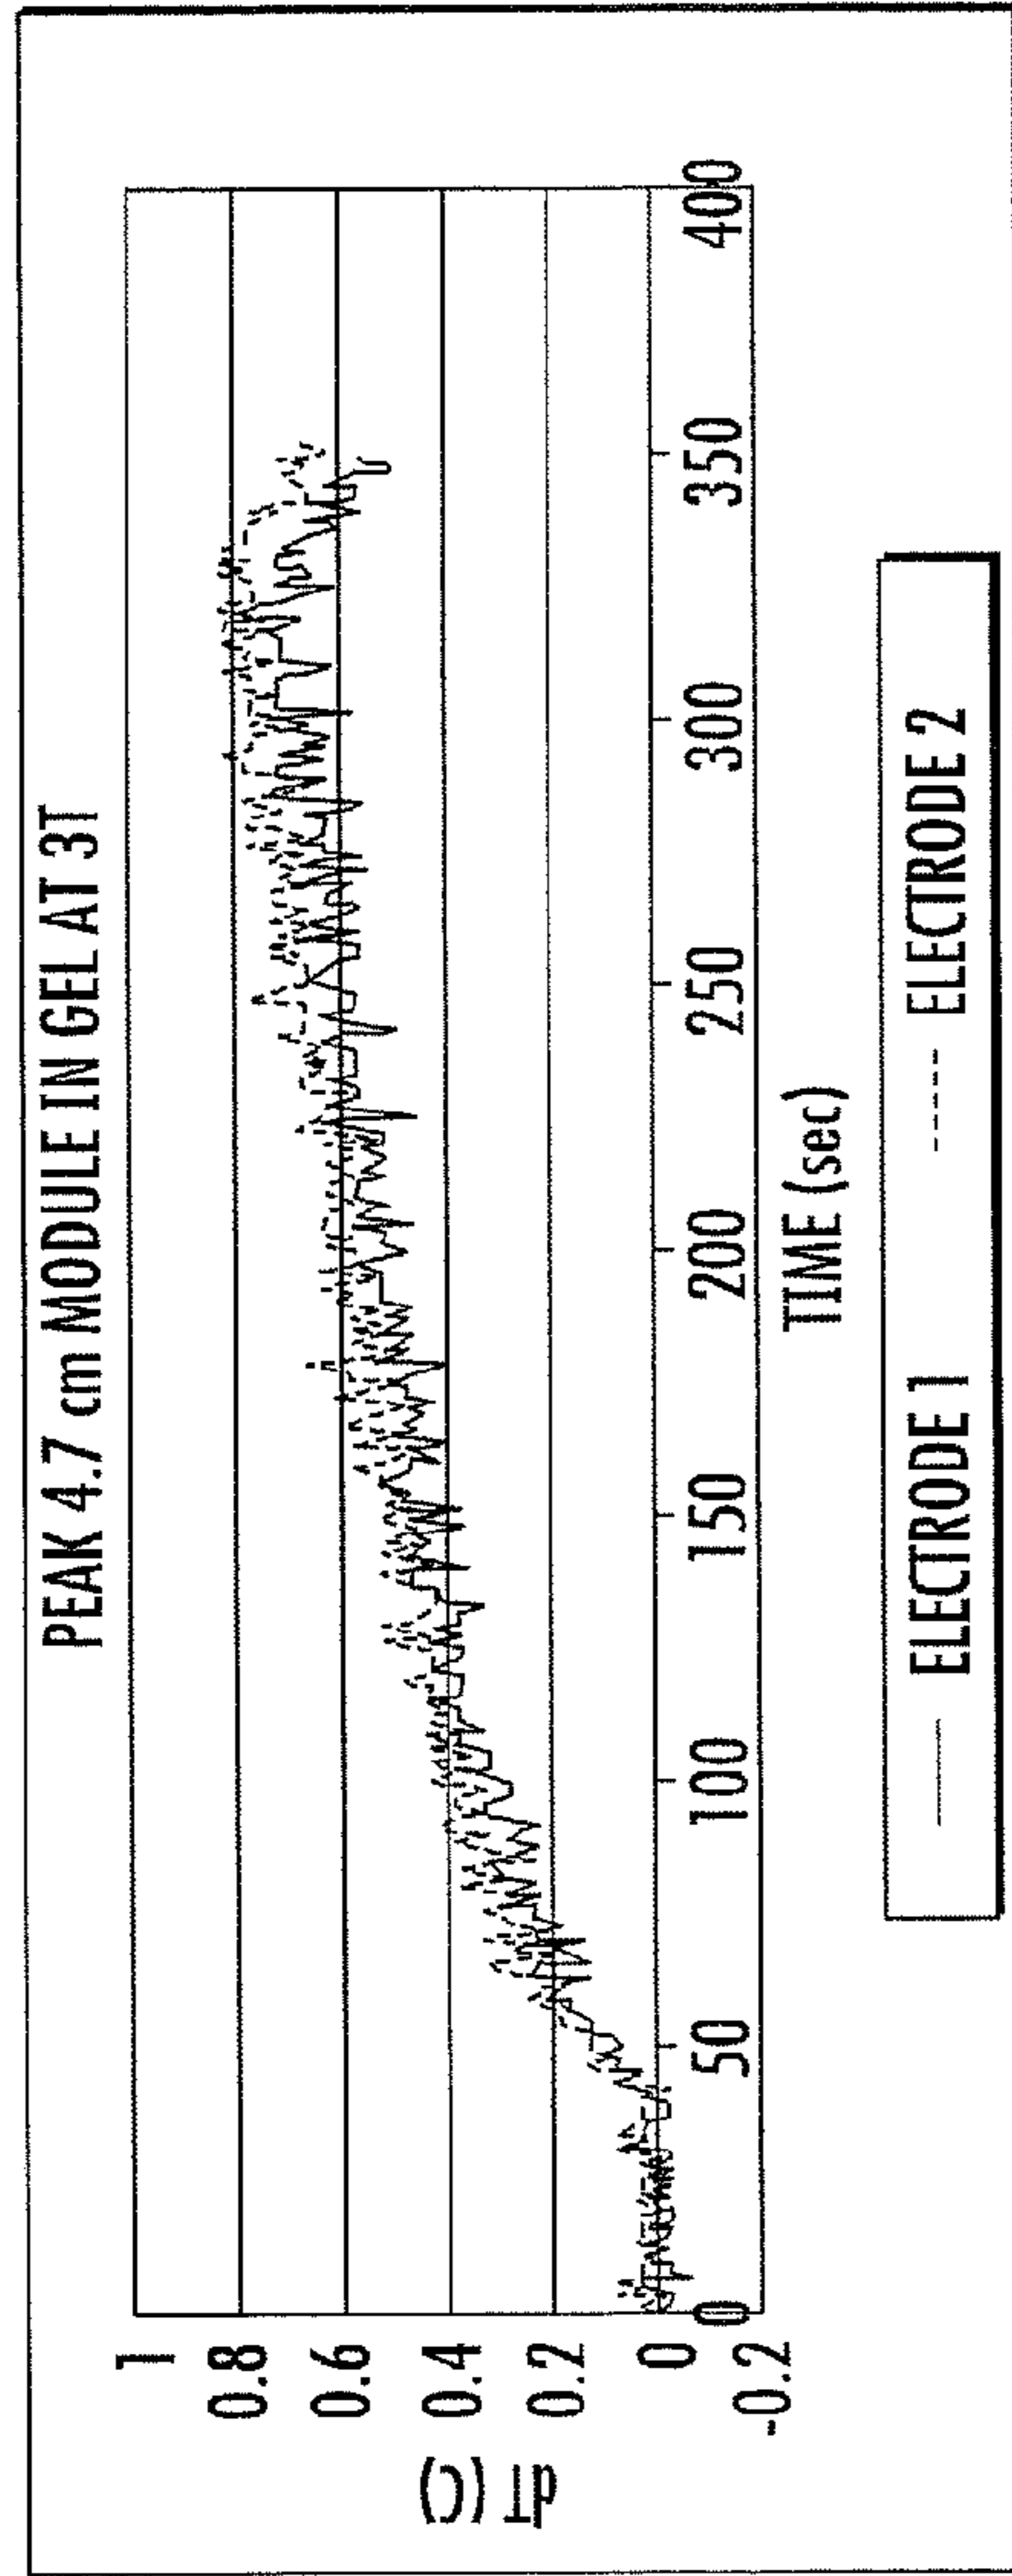 PEAK 4.7 cm MODULE IN GEL AT 3T
dT (C)
1
0.8
0.6
0.4
0.2
0
-0.2
0 50 100 150 200 250 300 350 400
TIME (sec)
ELECTRODE 1 ELECTRODE 2